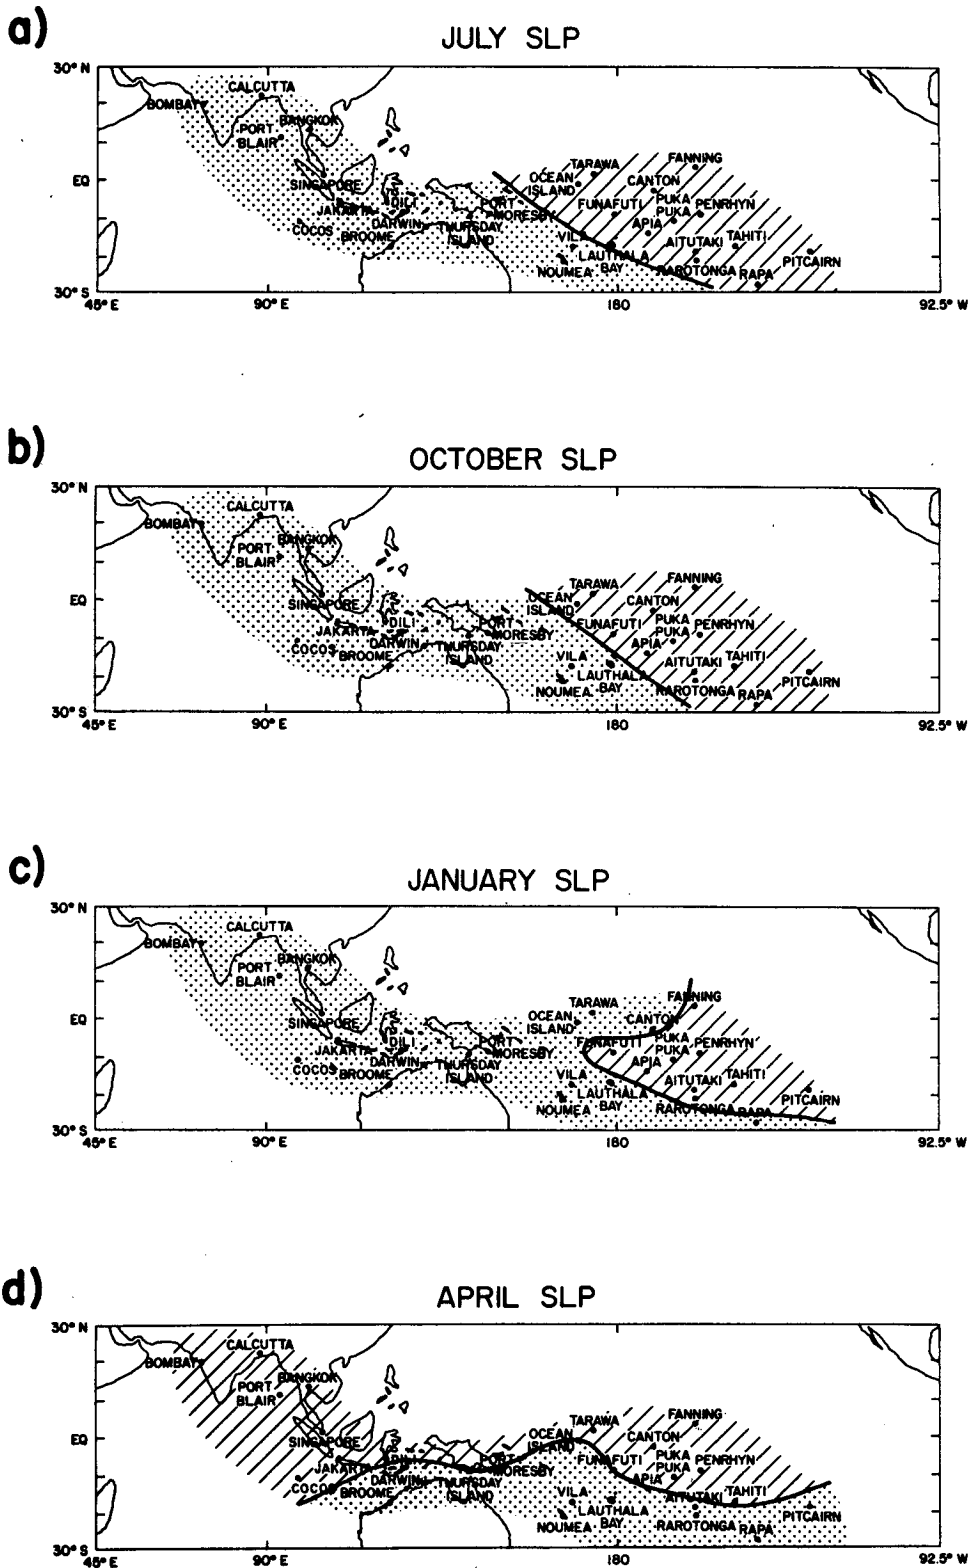 a)
JULY SLP
30° N
CALCUTTA
BOMBAY
BANGKOK
PORT
BLAIR
FANNING
TARAWA
EQ
OCEAN
ISLAND
CANTON
SINGAPORE
PUKA
PUKA
PENRHYN
FUNAFUTI
DILI
PORT
MORESBY
JAKARTA
APIA
DARWIN
COCOS
BROOME
THURSDAY
ISLAND
VILA
AITUTAKI
TAHITI
LAUTHALA
BAY
PITCAIRN
NOUMEA
RAROTONGA
RAPA
30° S
45° E
90° E
180
92.5° W
b)
OCTOBER SLP
30° N
CALCUTTA
BOMBAY
BANGKOK
PORT
BLAIR
FANNING
TARAWA
EQ
OCEAN
ISLAND
CANTON
SINGAPORE
PUKA
PUKA
PENRHYN
FUNAFUTI
DILI
PORT
MORESBY
JAKARTA
APIA
DARWIN
COCOS
BROOME
THURSDAY
ISLAND
VILA
AITUTAKI
TAHITI
LAUTHALA
BAY
PITCAIRN
NOUMEA
RAROTONGA
RAPA
30° S
45° E
90° E
180
92.5° W
c)
JANUARY SLP
30° N
CALCUTTA
BOMBAY
BANGKOK
PORT
BLAIR
FANNING
TARAWA
EQ
OCEAN
ISLAND
CANTON
SINGAPORE
PUKA
PUKA
PENRHYN
FUNAFUTI
DILI
PORT
MORESBY
JAKARTA
APIA
DARWIN
COCOS
BROOME
THURSDAY
ISLAND
VILA
AITUTAKI
TAHITI
LAUTHALA
BAY
PITCAIRN
NOUMEA
RAROTONGA
RAPA
30° S
45° E
90° E
180
92.5° W
d)
APRIL SLP
30° N
CALCUTTA
BOMBAY
BANGKOK
PORT
BLAIR
FANNING
TARAWA
EQ
OCEAN
ISLAND
CANTON
SINGAPORE
PUKA
PUKA
PENRHYN
FUNAFUTI
DILI
PORT
MORESBY
JAKARTA
APIA
DARWIN
COCOS
BROOME
THURSDAY
ISLAND
VILA
AITUTAKI
TAHITI
LAUTHALA
BAY
PITCAIRN
NOUMEA
RAROTONGA
RAPA
30° S
45° E
90° E
180
92.5° W